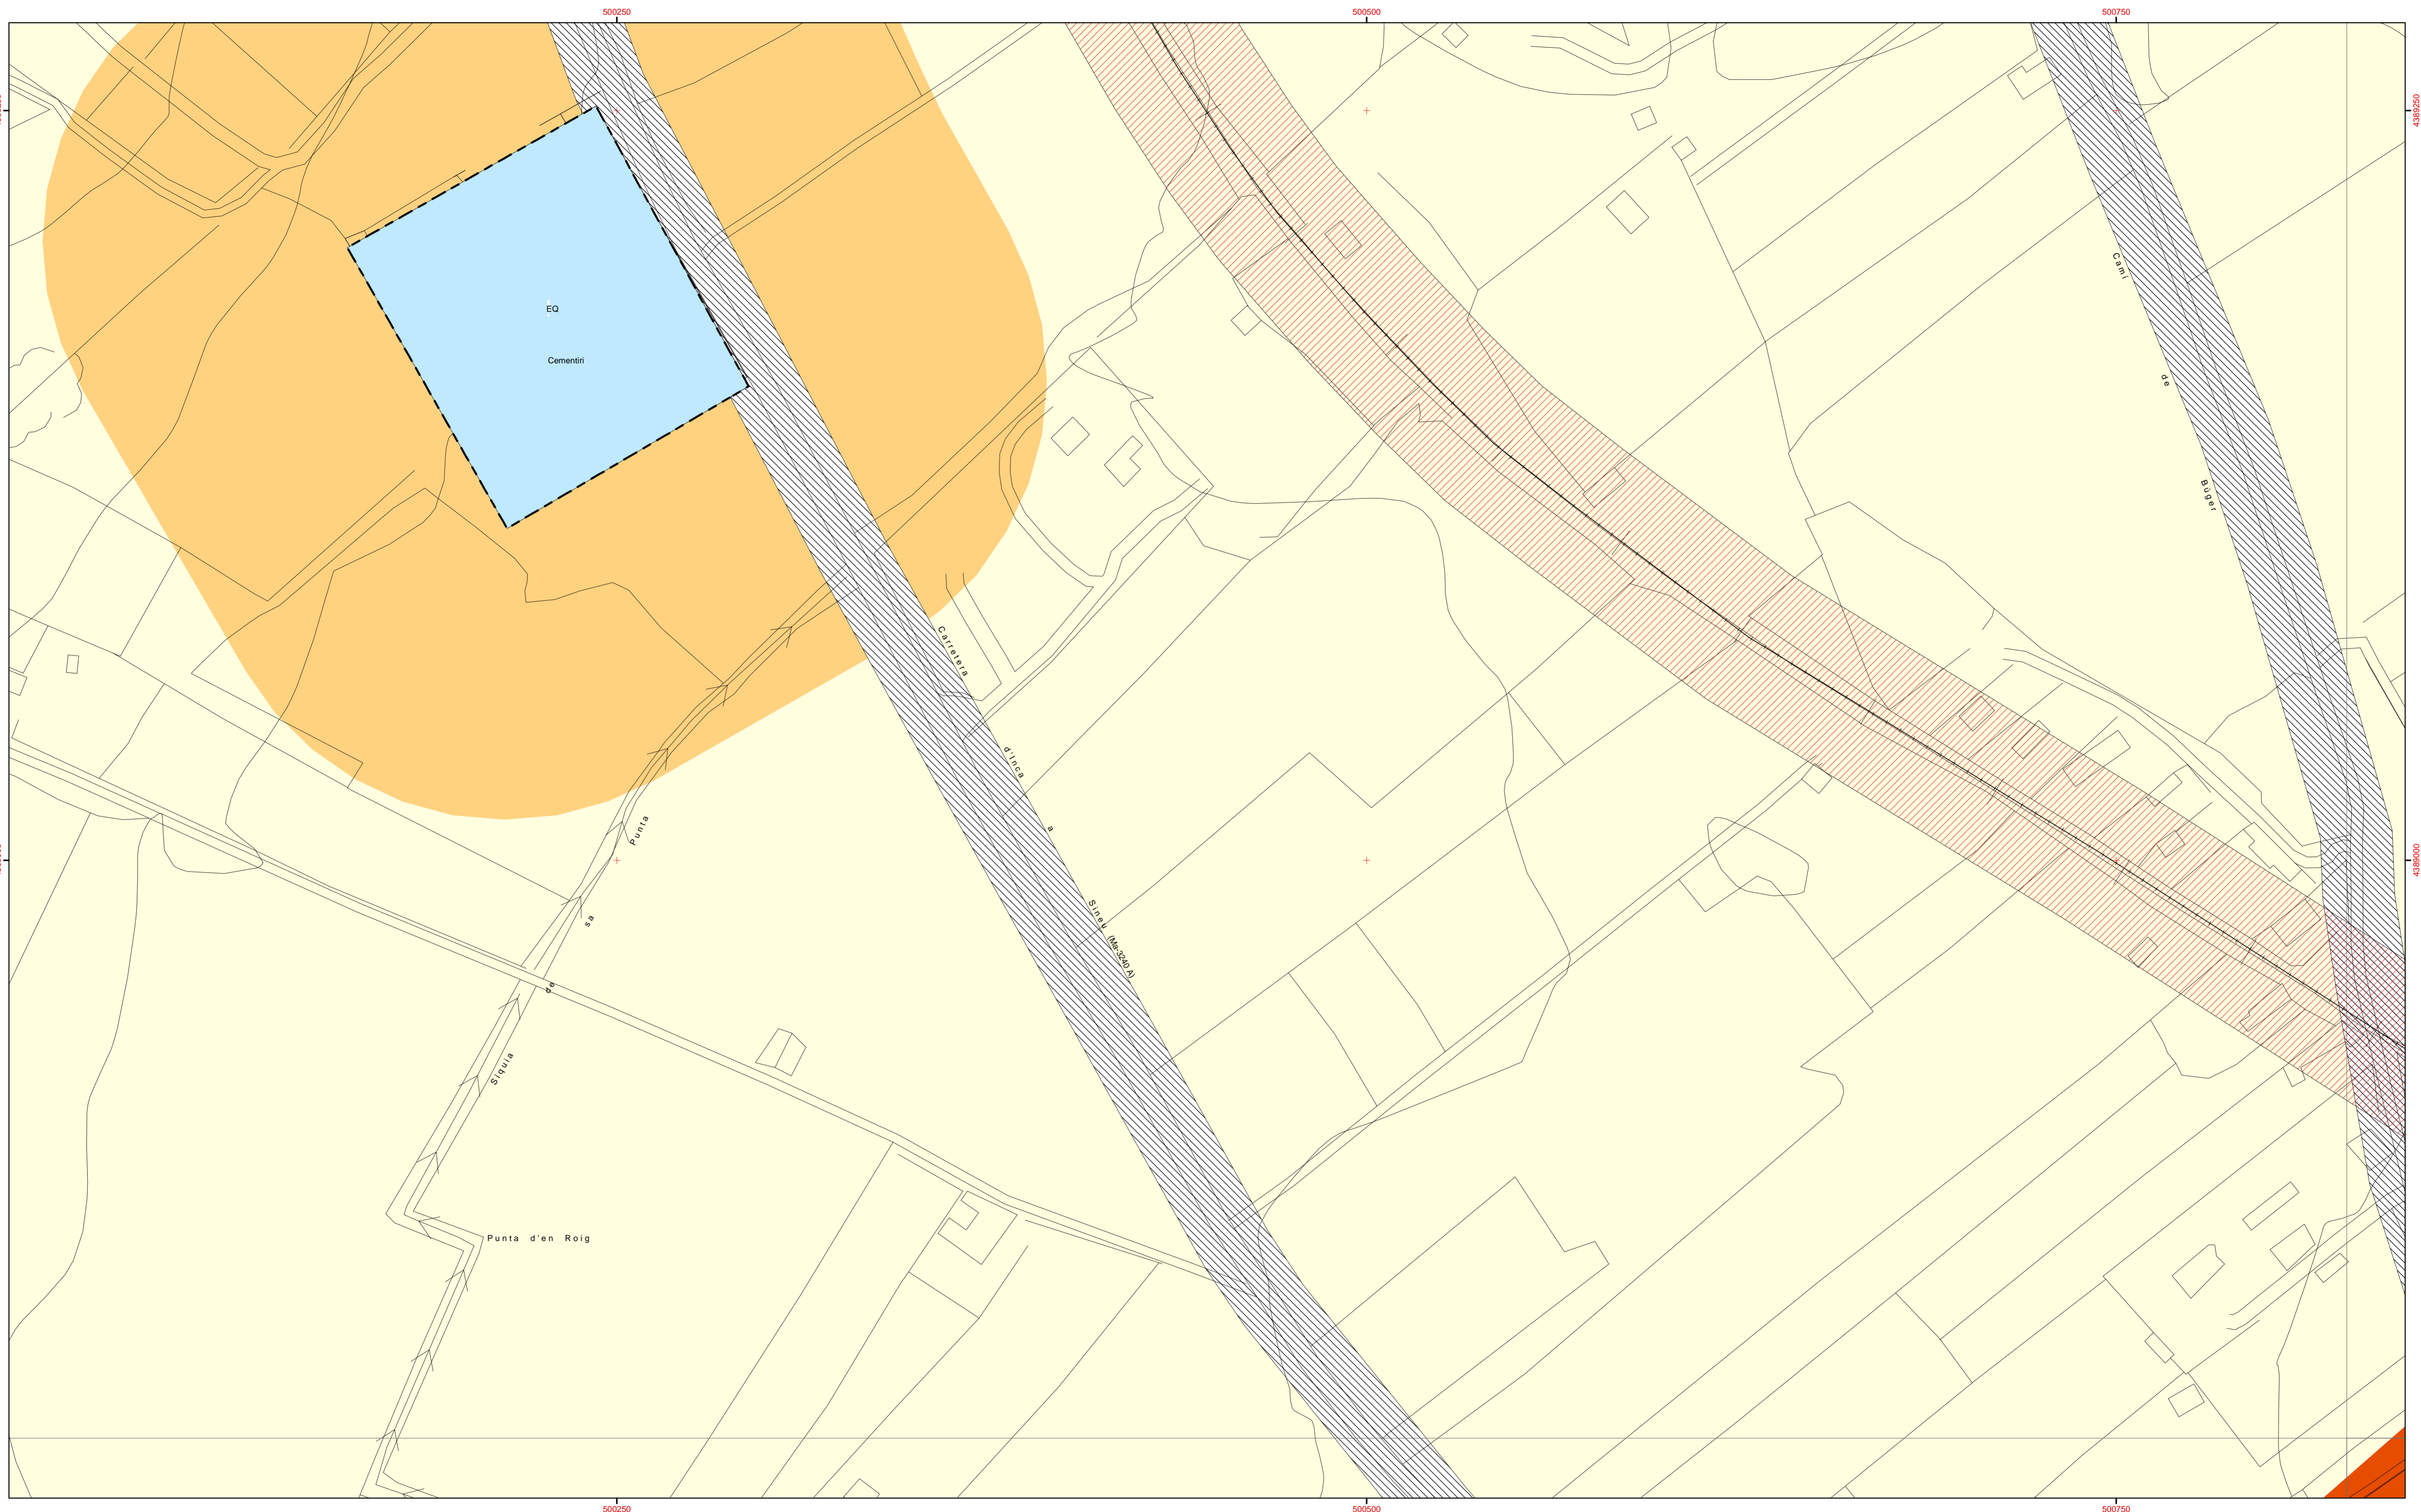 500250
500500
500750
4389250
Cami
de
Búger
EQ
Cementiri
Carretera
d'Inca
a
Sineu
(Ma-3240 A)
Punta
sa
de
Siquia
Punta d'en Roig
4389000
500250
500500
500750